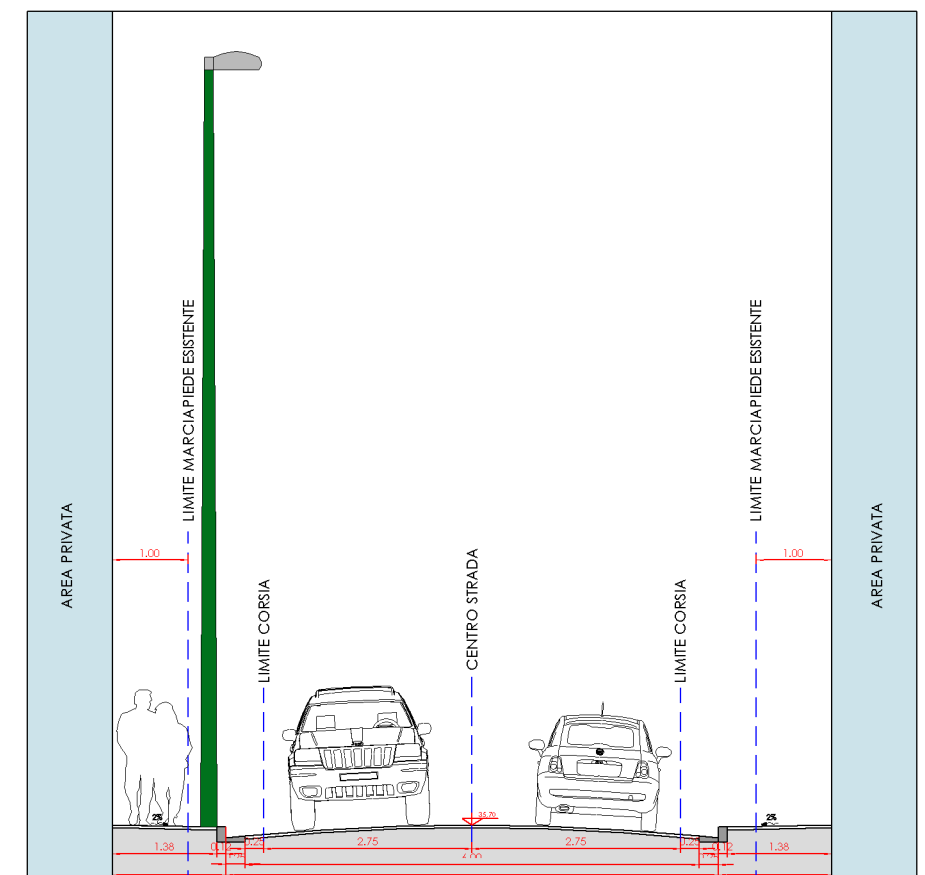 LIMITE MARCIAPIEDE ESISTENTE
LIMITE MARCIAPIEDE ESISTENTE
AREA PRIVATA
AREA PRIVATA
1.00
1.00
CENTRO STRADA
LIMITE CORSIA
LIMITE CORSIA
2%
35.70
2%
1.38
0.12
0.25
2.75
2.75
0.25
0.12
1.38
6.00